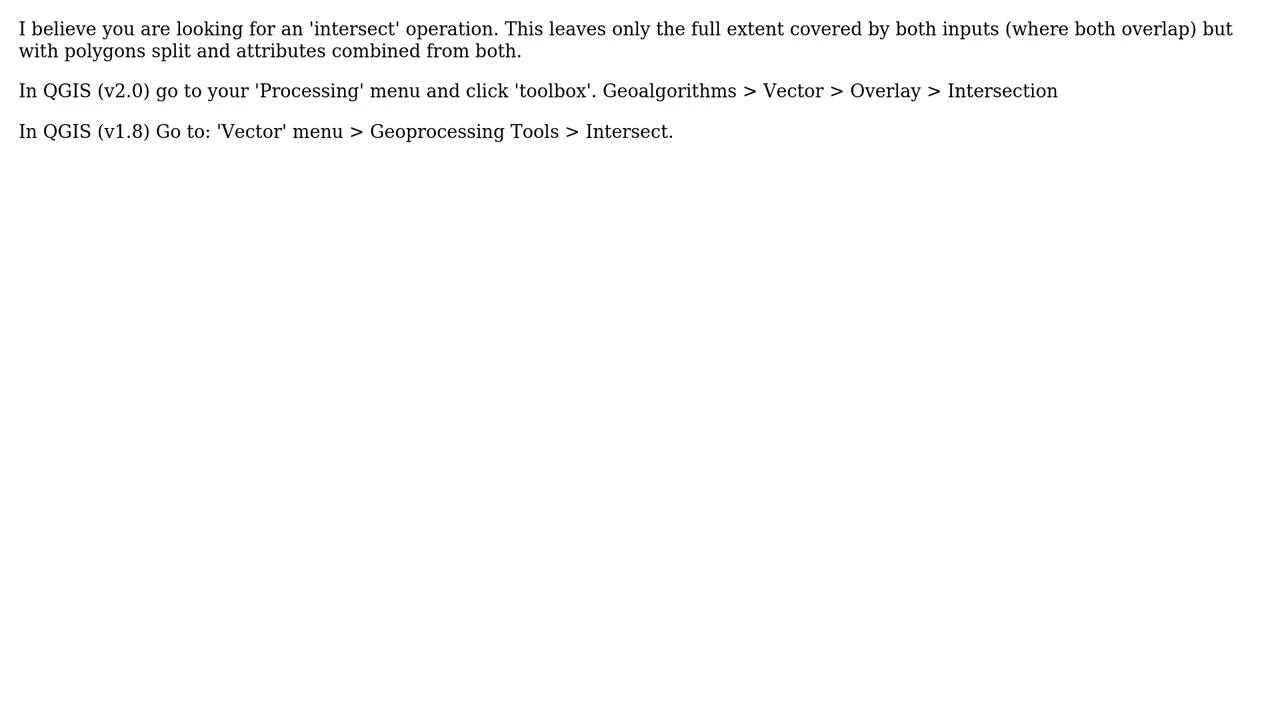 I believe you are looking for an 'intersect' operation. This leaves only the full extent covered by both inputs (where both overlap) but
with polygons split and attributes combined from both.
In QGIS (v2.0) go to your 'Processing' menu and click 'toolbox'. Geoalgorithms > Vector > Overlay > Intersection
In QGIS (v1.8) Go to: 'Vector' menu > Geoprocessing Tools > Intersect.